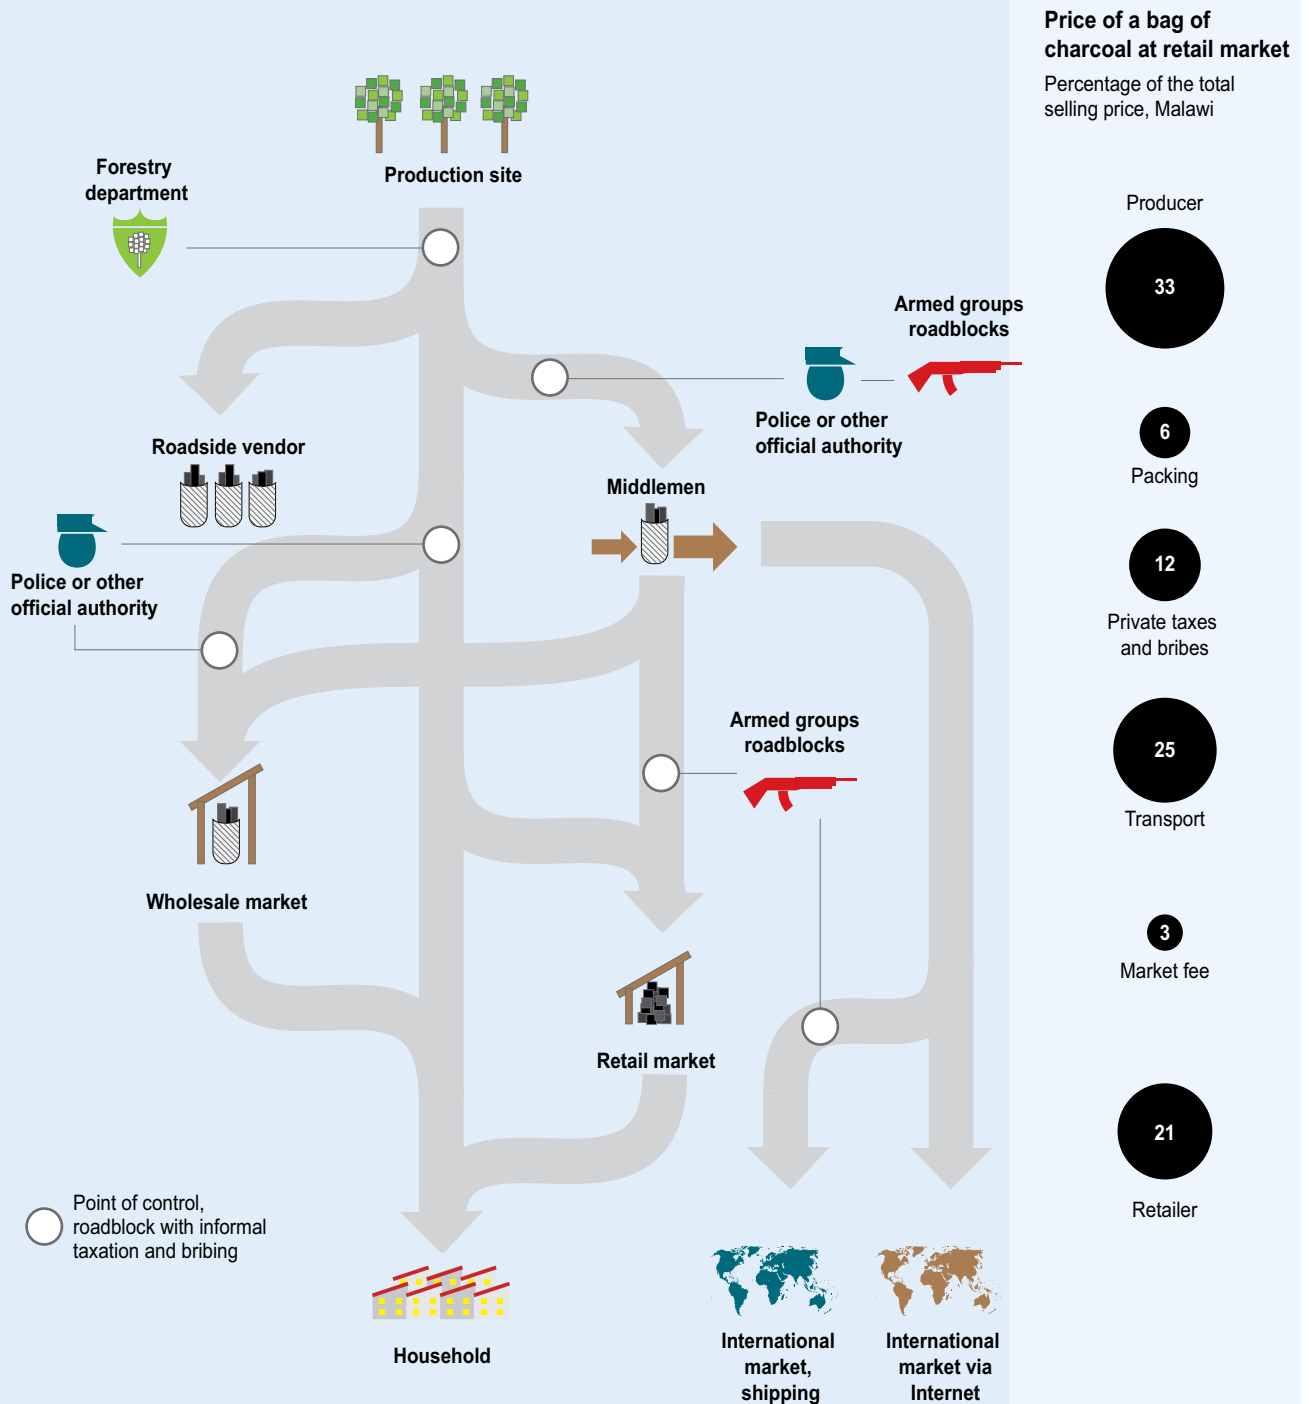 Price of a bag of
charcoal at retail market
Percentage of the total
selling price, Malawi
Production site
Forestry
department
Producer
33
Armed groups
roadblocks
Police or other
official authority
6
Packing
Roadside vendor
Middlemen
Police or other
official authority
12
Private taxes
and bribes
Armed groups
roadblocks
25
Transport
Wholesale market
3
Market fee
Retail market
21
Retailer
Point of control,
roadblock with informal
taxation and bribing
Household
International
market,
shipping
International
market via
Internet